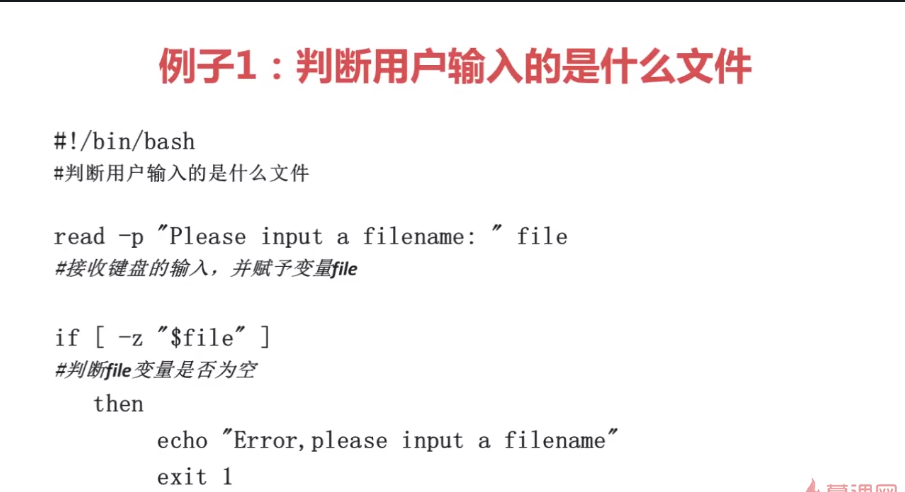 例子1：判断用户输入的是什么文件
#!/bin/bash
#判断用户输入的是什么文件
read -p "Please input a filename: " file
#接收键盘的输入，并赋予变量file
if [ -z "$file" ]
#判断file变量是否为空
then
echo "Error,please input a filename"
exit 1
慕课网